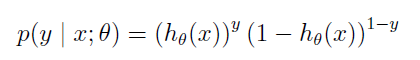 p(y | x; θ) = (h_θ(x))^y (1 − h_θ(x))^{1−y}